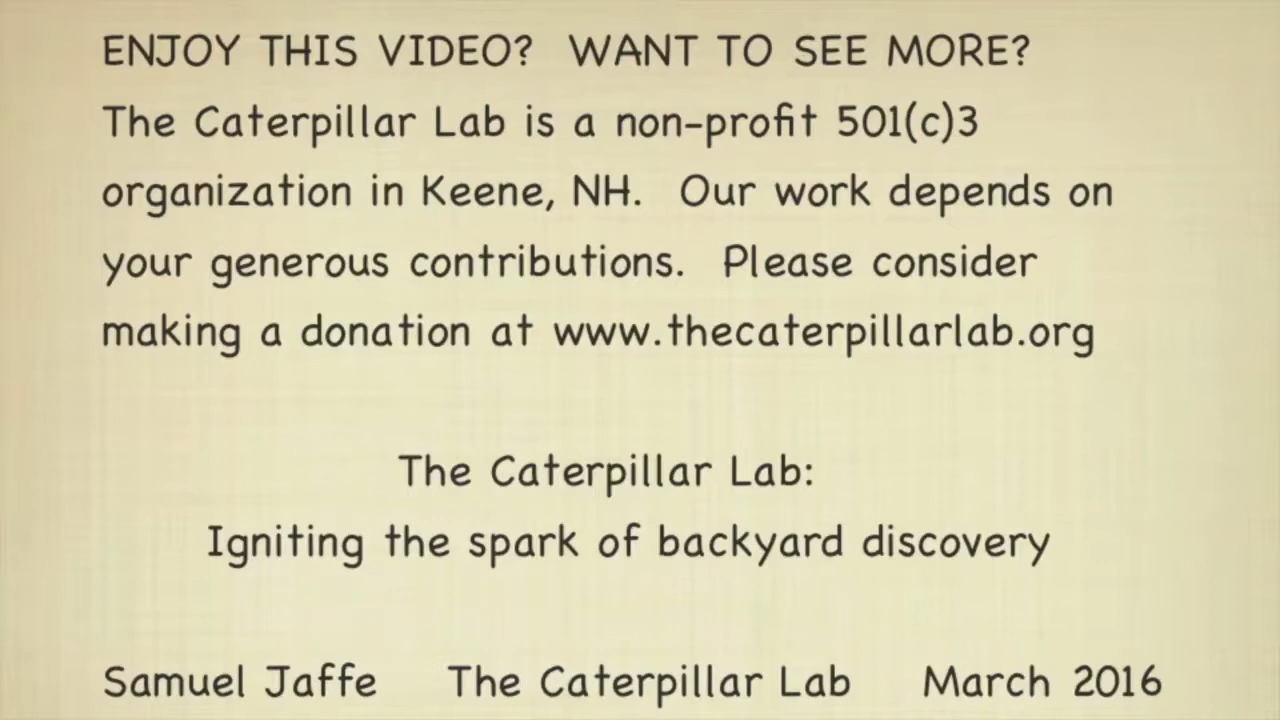 ENJOY THIS VIDEO?  WANT TO SEE MORE?
The Caterpillar Lab is a non-profit 501(c)3
organization in Keene, NH.  Our work depends on
your generous contributions.  Please consider
making a donation at www.thecaterpillarlab.org
The Caterpillar Lab:
Igniting the spark of backyard discovery
Samuel Jaffe    The Caterpillar Lab    March 2016